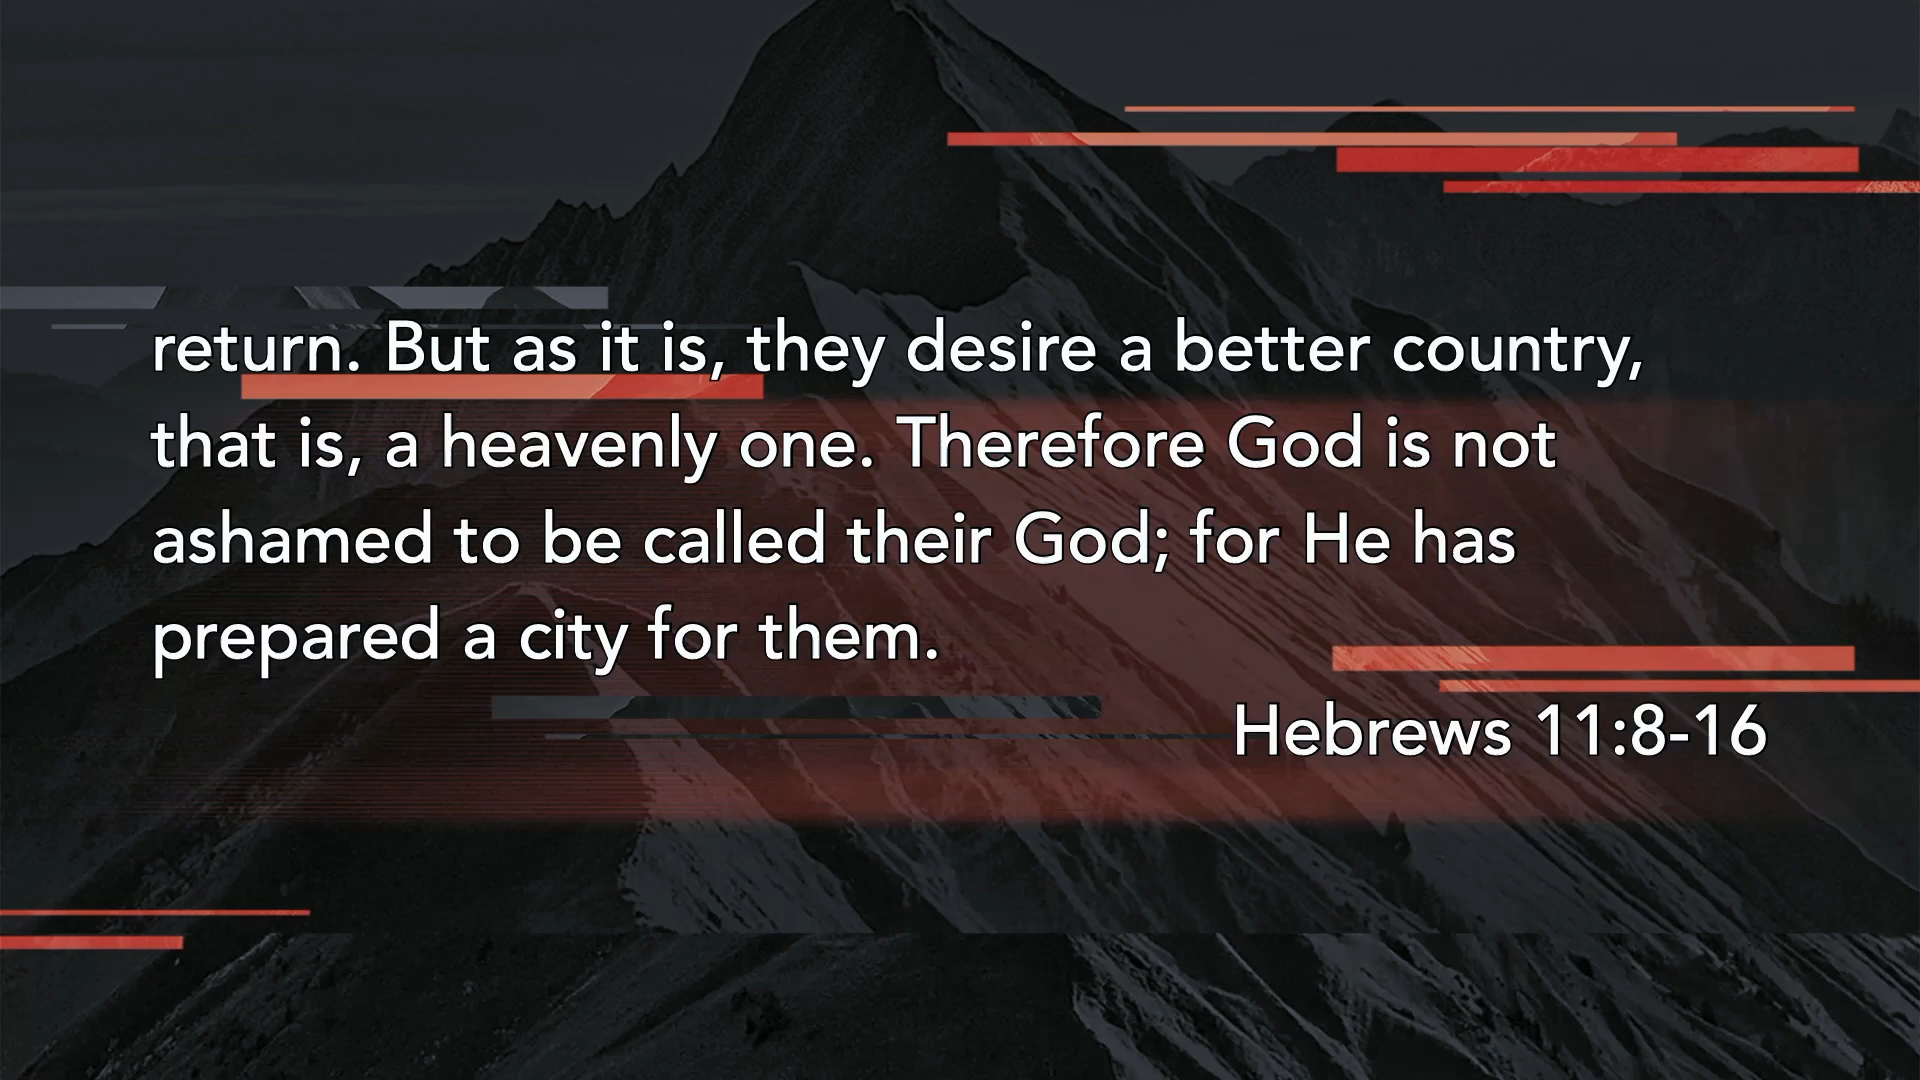 return. But as it is, they desire a better country,
that is, a heavenly one. Therefore God is not
ashamed to be called their God; for He has
prepared a city for them.
Hebrews 11:8-16